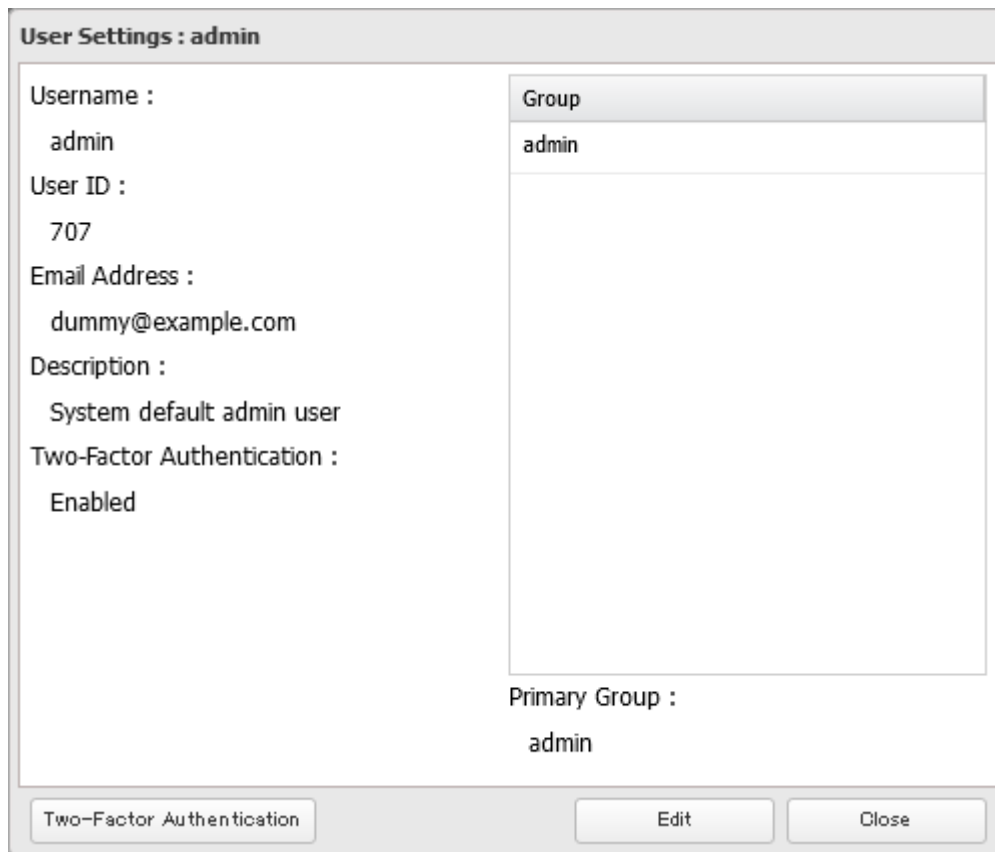 User Settings : admin
Username :
admin
User ID :
707
Email Address :
dummy@example.com
Description :
System default admin user
Two-Factor Authentication :
Enabled
Group
admin
Primary Group :
admin
Two-Factor Authentication
Edit
Close